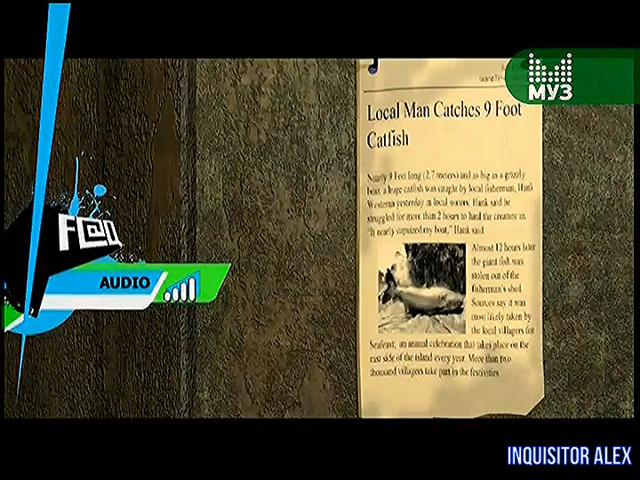 МУЗ
Local Man Catches 9 Foot
Catfish
Nearly 9 Feet long (2.7 meters) and as big as a grizzly
bear, a huge catfish was caught by local fisherman, Hank
yesterday in local waters. Hank said he
struggled for more than 2 hours to haul the creature in.
"It nearly capsized my boat," Hank said
Almost 12 hours later
the giant fish was
stolen out of the
fisherman's shed
Sources say it was
most likely taken by
the local villagers for
Seafeast, an annual celebration that takes place on the
east side of the island every year. More than two
thousand villagers take part in the festivities.
F@Q
AUDIO
INQUISITOR ALEX